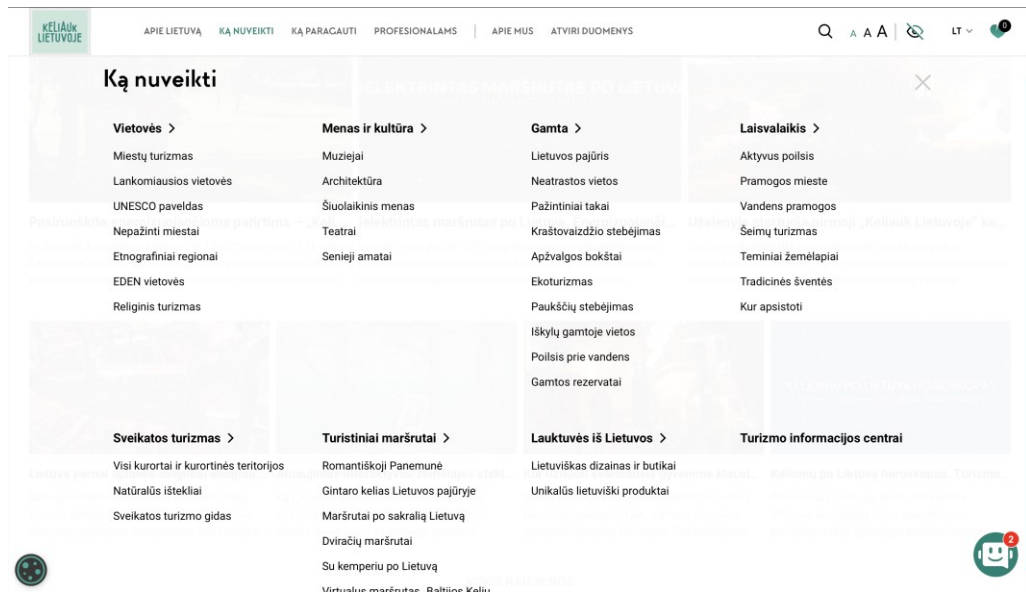 KELIAUK
LIETUVOJE
APIE LIETUVĄ KĄ NUVEIKTI KĄ PARAGAUTI PROFESIONALAMS | APIE MUS ATVIRI DUOMENYS
A A A
LT
0
Ką nuveikti
Vietovės
Miestų turizmas
Lankomiausios vietovės
UNESCO paveldas
Nepažinti miestai
Etnografiniai regionai
EDEN vietovės
Religinis turizmas
Menas ir kultūra
Muziejai
Architektūra
Šiuolaikinis menas
Teatrai
Senieji amatai
Gamta
Lietuvos pajūris
Neatrastos vietos
Pažintiniai takai
Kraštovaizdžio stebėjimas
Apžvalgos bokštai
Ekoturizmas
Paukščių stebėjimas
Iškylų gamtoje vietos
Poilsis prie vandens
Gamtos rezervatai
Laisvalaikis
Aktyvus poilsis
Pramogos mieste
Vandens pramogos
Šeimų turizmas
Teminiai žemėlapiai
Tradicinės šventės
Kur apsistoti
Sveikatos turizmas
Visi kurortai ir kurortinės teritorijos
Natūralūs ištekliai
Sveikatos turizmo gidas
Turistiniai maršrutai
Romantiškoji Panemunė
Gintaro kelias Lietuvos pajūryje
Maršrutai po sakralią Lietuvą
Dviračių maršrutai
Su kemperiu po Lietuvą
Virtualus maršrutas „Baltijos Keliu
Lauktuvės iš Lietuvos
Lietuviškas dizainas ir butikai
Unikalūs lietuviški produktai
Turizmo informacijos centrai
2